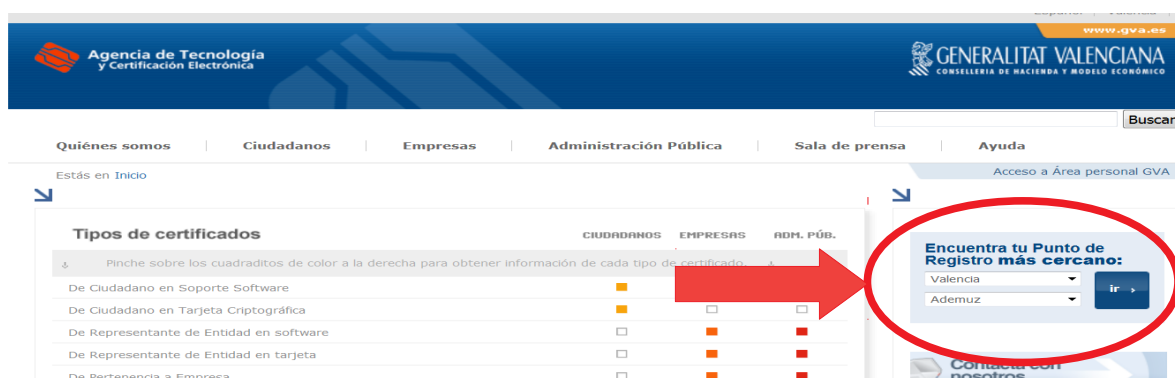 www.gva.es
Agencia de Tecnología
y Certificación Electrónica
GENERALITAT VALENCIANA
CONSELLERIA DE HACIENDA Y MODELO ECONÓMICO
Buscar
Quiénes somos
Ciudadanos
Empresas
Administración Pública
Sala de prensa
Ayuda
Estás en Inicio
Acceso a Área personal GVA
Tipos de certificados
CIUDADANOS
EMPRESAS
ADM. PÚB.
Pinche sobre los cuadraditos de color a la derecha para obtener información de cada tipo de certificado.
De Ciudadano en Soporte Software
De Ciudadano en Tarjeta Criptográfica
De Representante de Entidad en software
De Representante de Entidad en tarjeta
De Pertenencia a Empresa
Encuentra tu Punto de
Registro más cercano:
Valencia
Ademuz
ir ›
Contacta con
nosotros